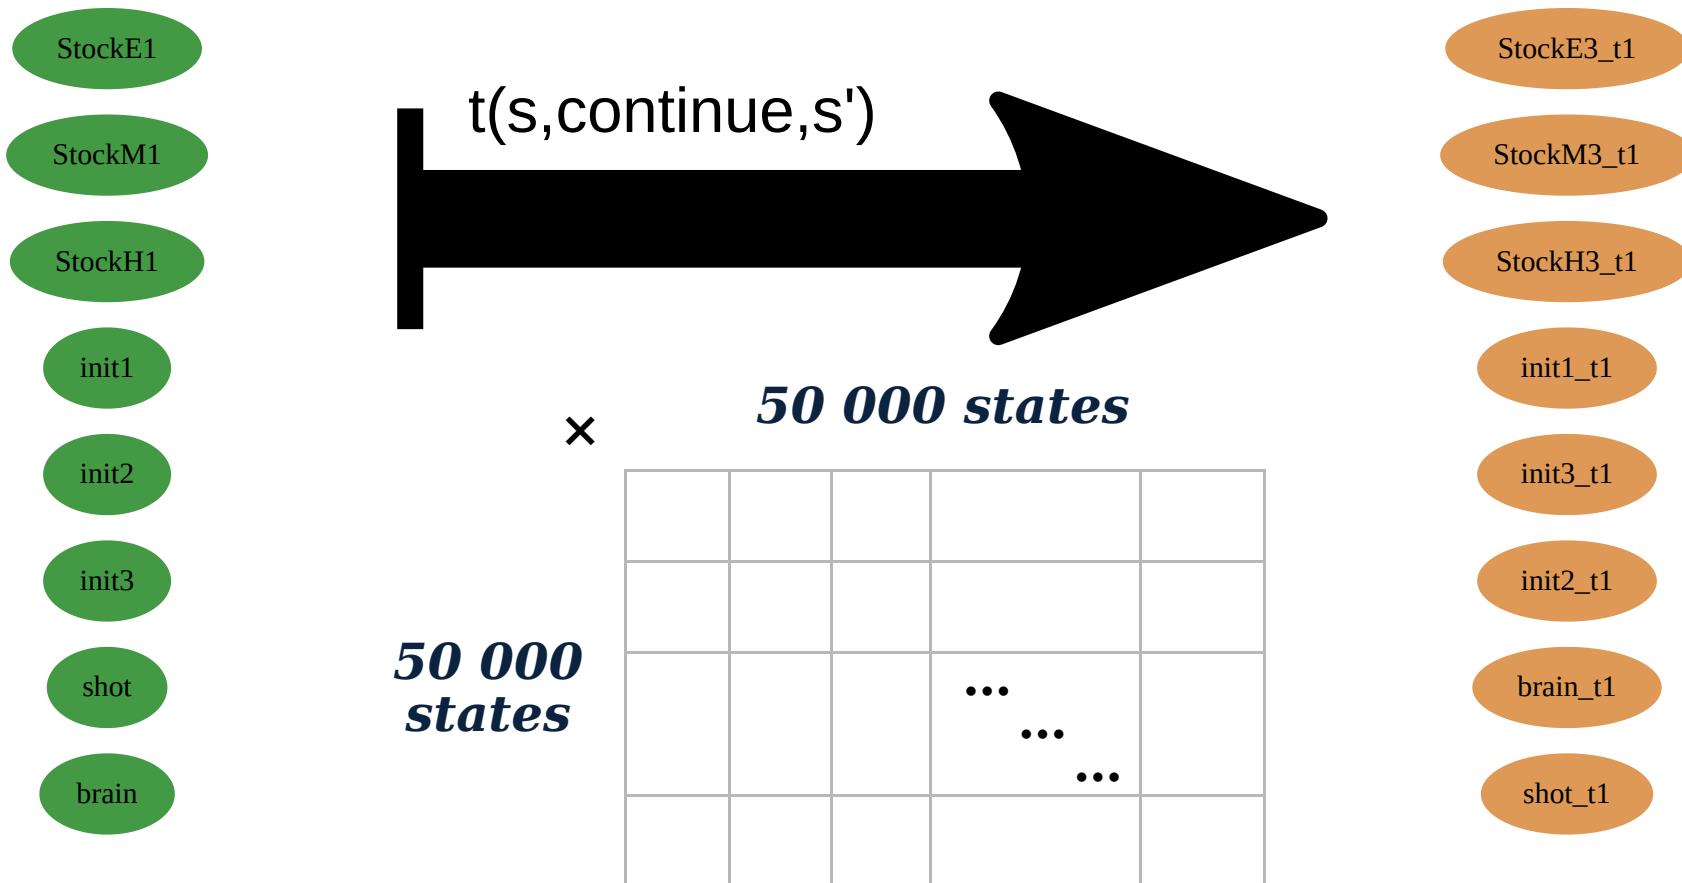 StockE1
StockM1
StockH1
init1
init2
init3
shot
brain
t(s,continue,s')
×
50 000 states
50 000
states
...
...
...
StockE3_t1
StockM3_t1
StockH3_t1
init1_t1
init3_t1
init2_t1
brain_t1
shot_t1